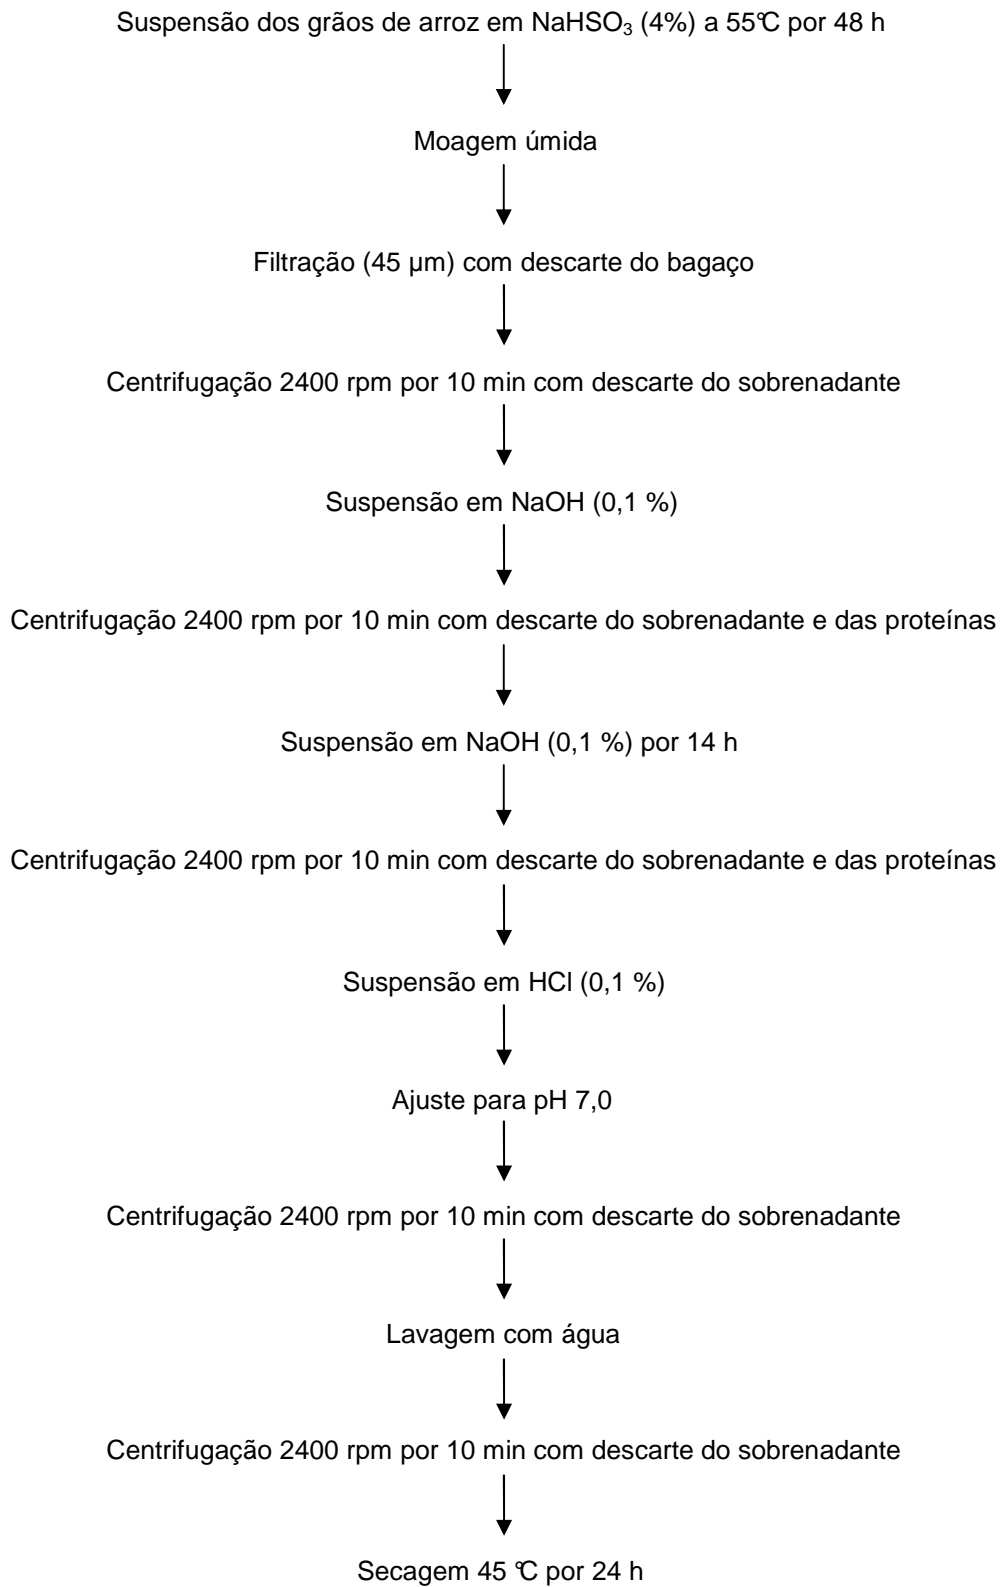 Suspensão dos grãos de arroz em NaHSO₃ (4%) a 55°C por 48 h
Moagem úmida
Filtração (45 µm) com descarte do bagaço
Centrifugação 2400 rpm por 10 min com descarte do sobrenadante
Suspensão em NaOH (0,1 %)
Centrifugação 2400 rpm por 10 min com descarte do sobrenadante e das proteínas
Suspensão em NaOH (0,1 %) por 14 h
Centrifugação 2400 rpm por 10 min com descarte do sobrenadante e das proteínas
Suspensão em HCl (0,1 %)
Ajuste para pH 7,0
Centrifugação 2400 rpm por 10 min com descarte do sobrenadante
Lavagem com água
Centrifugação 2400 rpm por 10 min com descarte do sobrenadante
Secagem 45 °C por 24 h